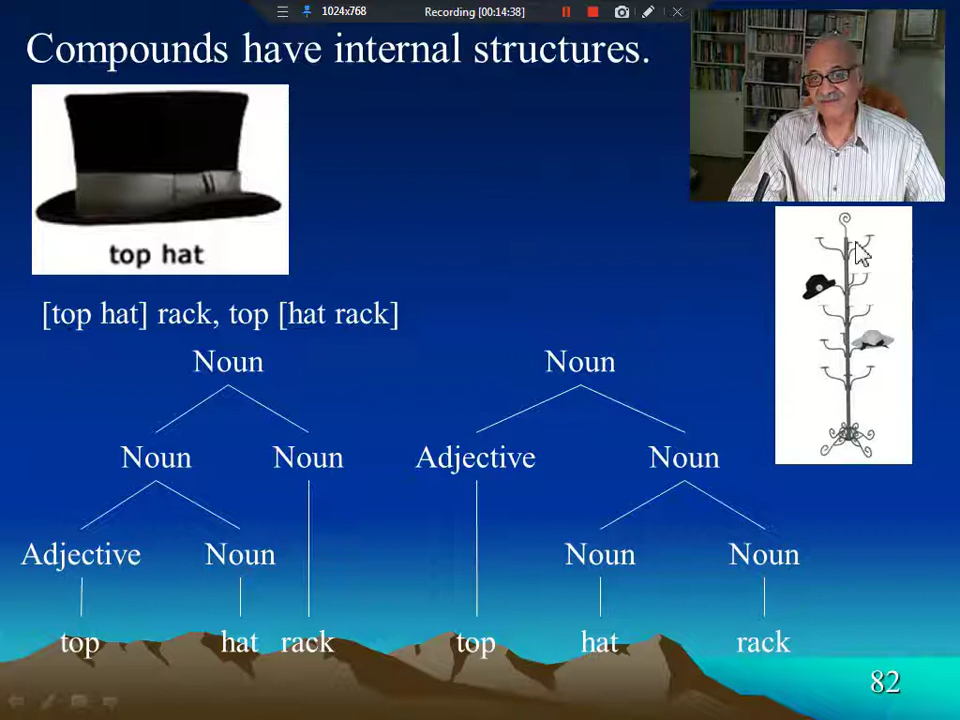 1024x768 Recording [00:14:38]
Compounds have internal structures.
top hat
[top hat] rack, top [hat rack]
Noun Noun
Noun Noun Adjective Noun
Adjective Noun Noun Noun
top hat rack top hat rack
82